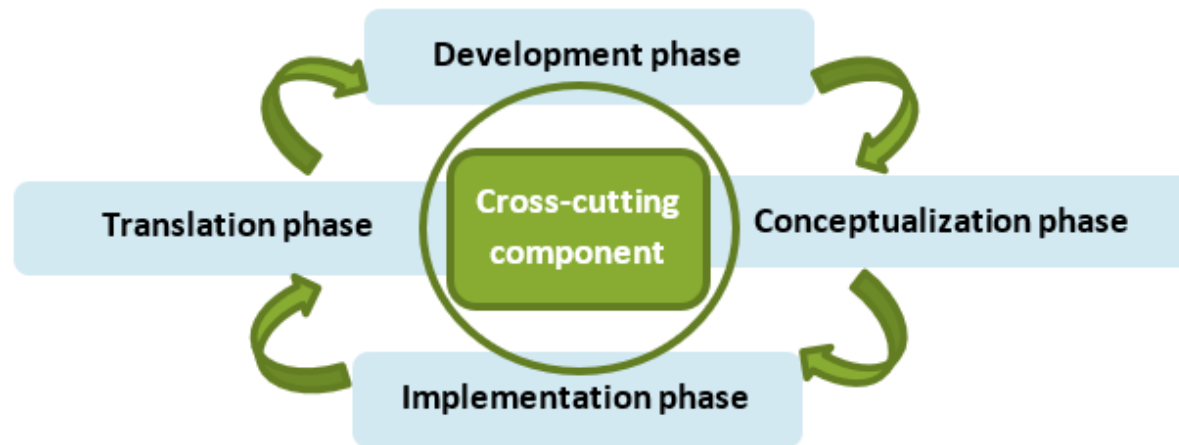 Development phase
Cross-cutting
component
Translation phase
Conceptualization phase
Implementation phase